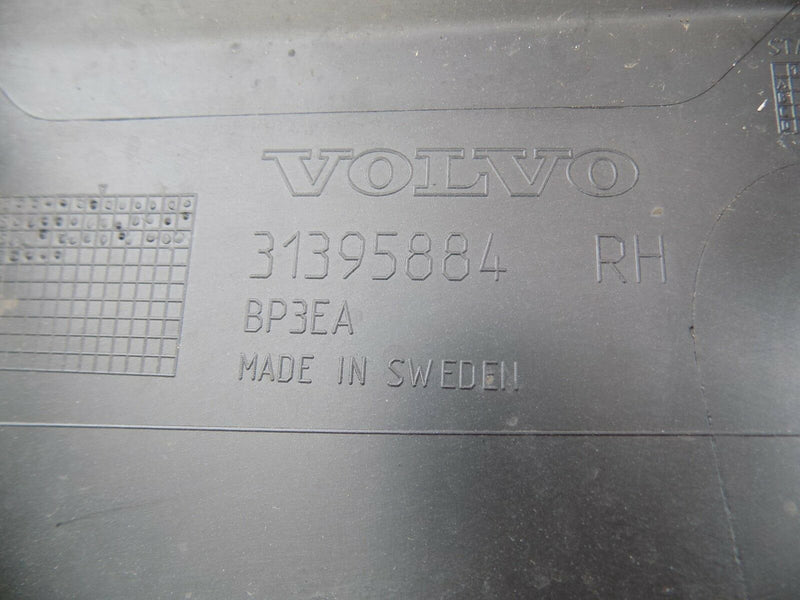 VOLVO
31395884 RH
BP3EA
MADE IN SWEDEN